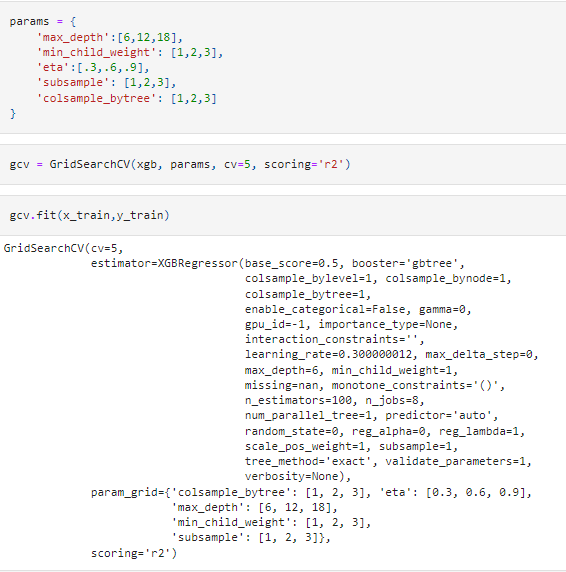 params = {
    'max_depth':[6,12,18],
    'min_child_weight': [1,2,3],
    'eta':[.3,.6,.9],
    'subsample': [1,2,3],
    'colsample_bytree': [1,2,3]
}
gcv = GridSearchCV(xgb, params, cv=5, scoring='r2')
gcv.fit(x_train,y_train)
GridSearchCV(cv=5,
             estimator=XGBRegressor(base_score=0.5, booster='gbtree',
                                    colsample_bylevel=1, colsample_bynode=1,
                                    colsample_bytree=1,
                                    enable_categorical=False, gamma=0,
                                    gpu_id=-1, importance_type=None,
                                    interaction_constraints='',
                                    learning_rate=0.300000012, max_delta_step=0,
                                    max_depth=6, min_child_weight=1,
                                    missing=nan, monotone_constraints='()',
                                    n_estimators=100, n_jobs=8,
                                    num_parallel_tree=1, predictor='auto',
                                    random_state=0, reg_alpha=0, reg_lambda=1,
                                    scale_pos_weight=1, subsample=1,
                                    tree_method='exact', validate_parameters=1,
                                    verbosity=None),
             param_grid={'colsample_bytree': [1, 2, 3], 'eta': [0.3, 0.6, 0.9],
                         'max_depth': [6, 12, 18],
                         'min_child_weight': [1, 2, 3],
                         'subsample': [1, 2, 3]},
             scoring='r2')